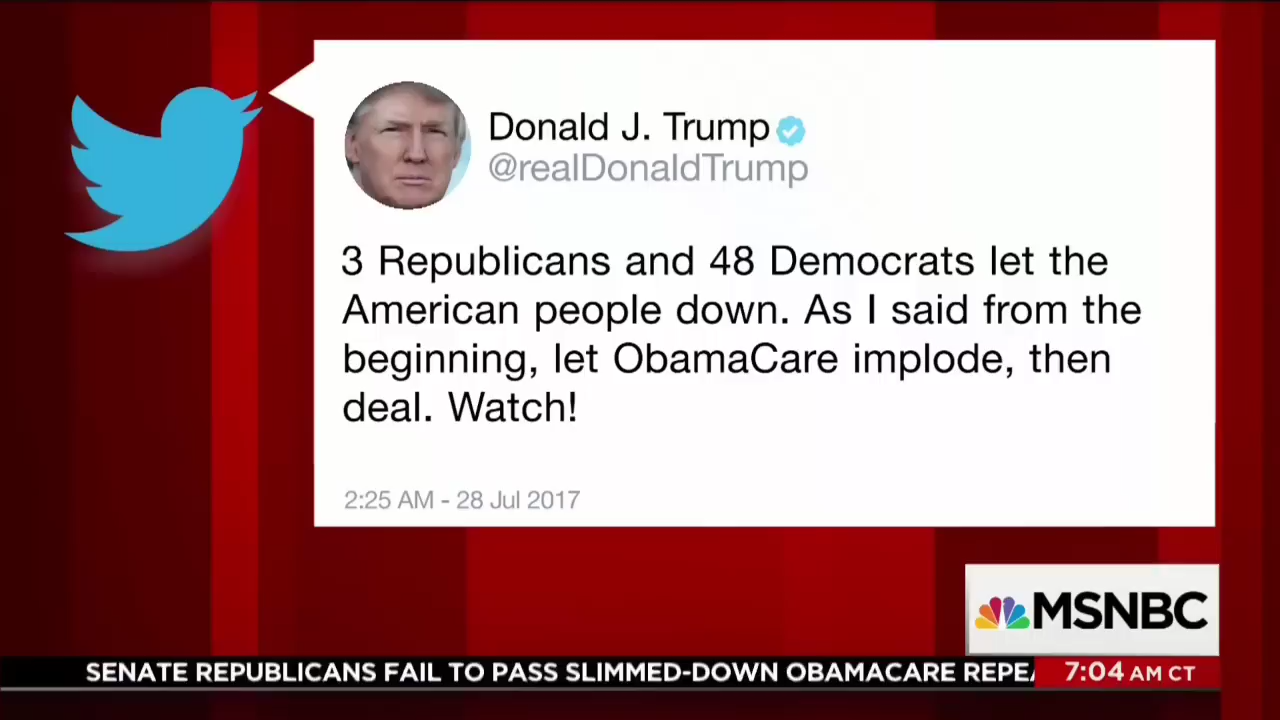 Donald J. Trump
@realDonaldTrump
3 Republicans and 48 Democrats let the
American people down. As I said from the
beginning, let ObamaCare implode, then
deal. Watch!
2:25 AM - 28 Jul 2017
MSNBC
SENATE REPUBLICANS FAIL TO PASS SLIMMED-DOWN OBAMACARE
7:04 AM CT